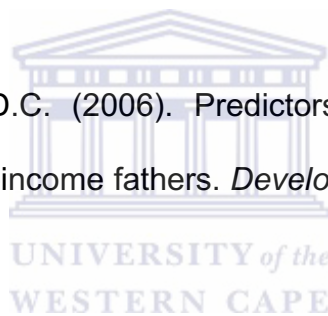 D.C. (2006). Predictors
income fathers. Develo
UNIVERSITY of the
WESTERN CAPE